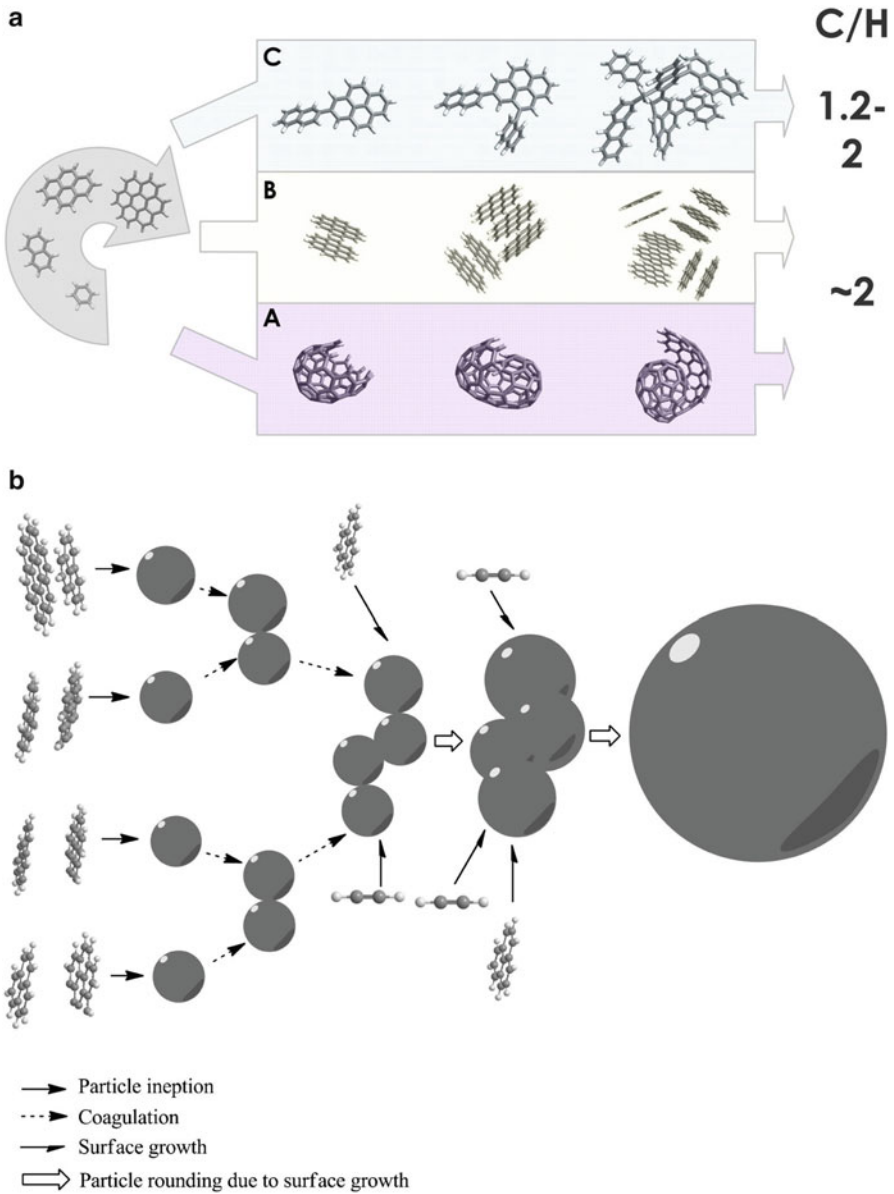 a
C/H
C
1.2-
2
B
~2
A
b
Particle ineption
Coagulation
Surface growth
Particle rounding due to surface growth